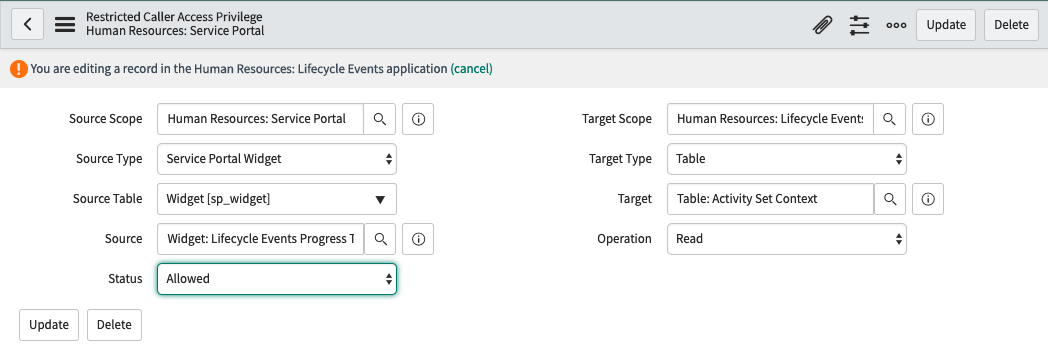 Restricted Caller Access Privilege
Human Resources: Service Portal
Update
Delete
You are editing a record in the Human Resources: Lifecycle Events application (cancel)
Source Scope Human Resources: Service Portal
Target Scope Human Resources: Lifecycle Events
Source Type Service Portal Widget
Target Type Table
Source Table Widget [sp_widget]
Target Table: Activity Set Context
Source Widget: Lifecycle Events Progress T
Operation Read
Status Allowed
Update
Delete